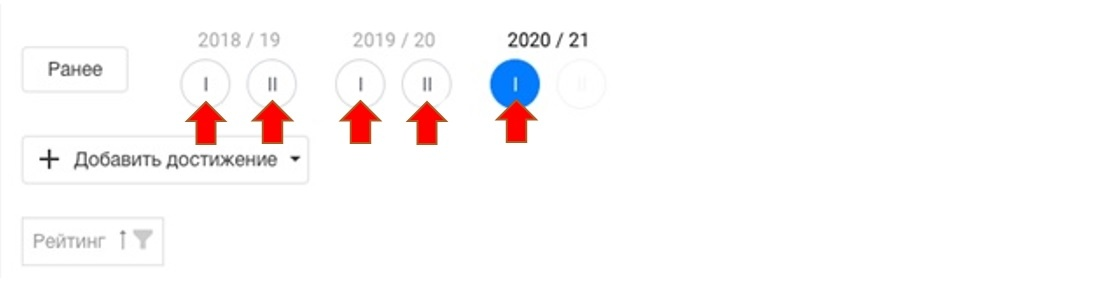 2018 / 19 2019 / 20 2020 / 21
Ранее I II I II I II
+ Добавить достижение
Рейтинг ↑